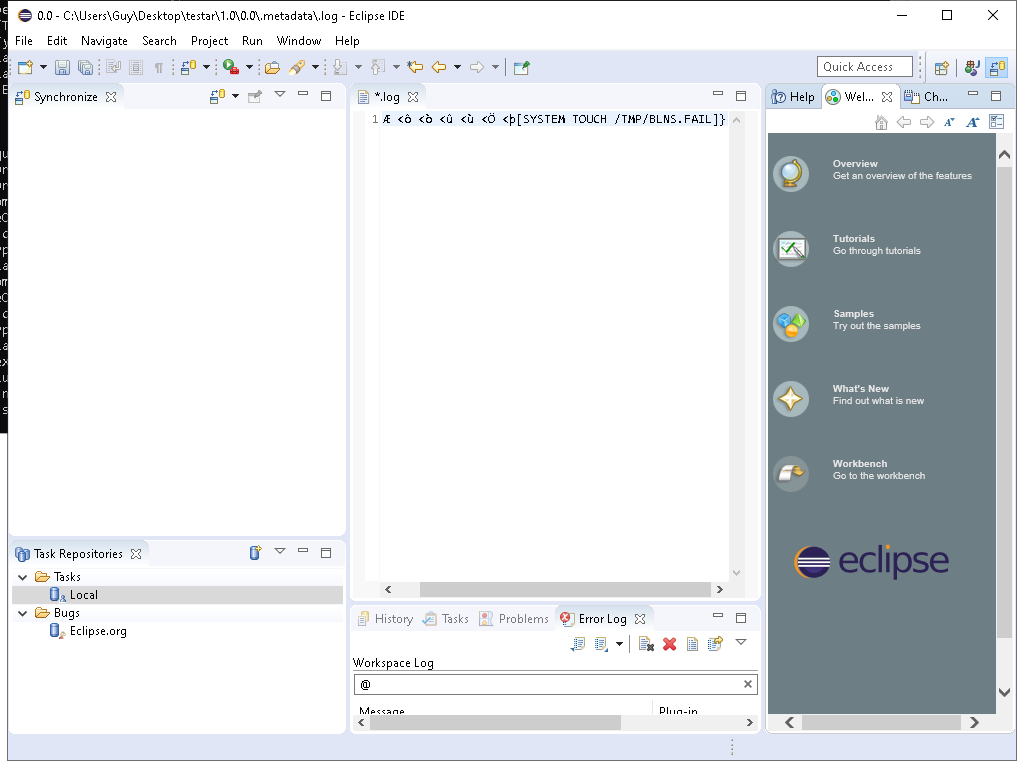 0.0 - C:\Users\Guy\Desktop\testar\1.0\0.0\.metadata\.log - Eclipse IDE
File Edit Navigate Search Project Run Window Help
Quick Access
Synchronize
*.log
Help Wel... Ch...
1 Æ <ô <ò <û <ù <Ö <þ[SYSTEM TOUCH /TMP/BLNS.FAIL]}
Overview
Get an overview of the features
Tutorials
Go through tutorials
Samples
Try out the samples
What's New
Find out what is new
Workbench
Go to the workbench
eclipse
Task Repositories
Tasks
Local
Bugs
Eclipse.org
History Tasks Problems Error Log
Workspace Log
@
Message Plug-in